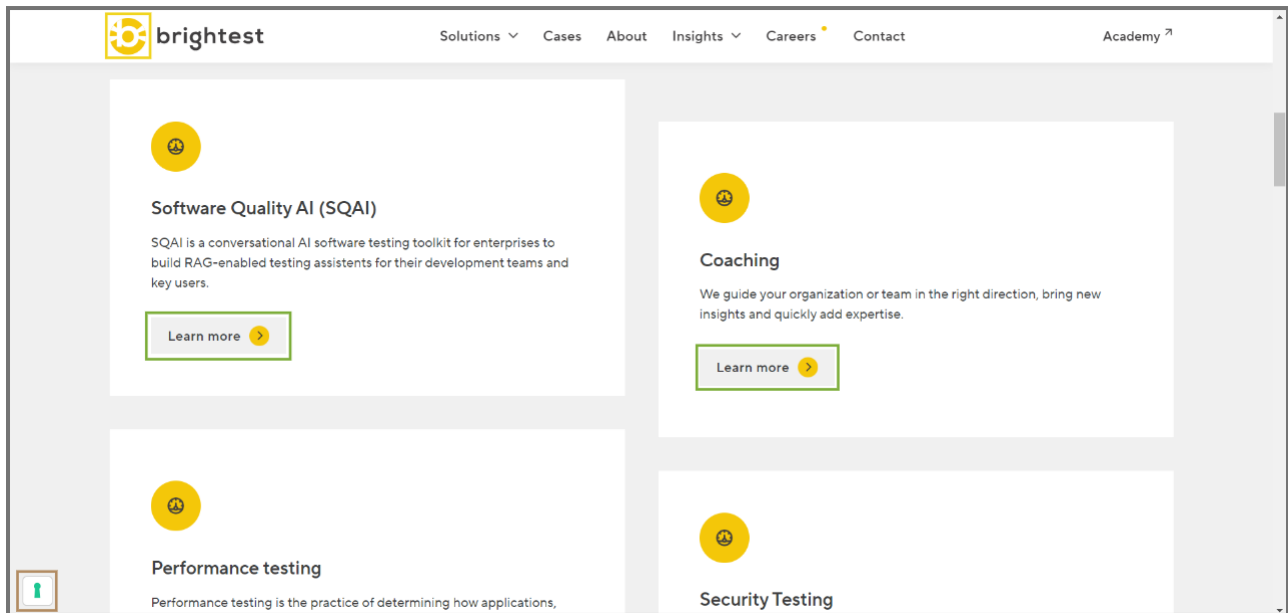 brightest
Solutions Cases About Insights Careers Contact Academy
Software Quality AI (SQAI)
SQAI is a conversational AI software testing toolkit for enterprises to
build RAG-enabled testing assistents for their development teams and
key users.
Learn more
Coaching
We guide your organization or team in the right direction, bring new
insights and quickly add expertise.
Learn more
Performance testing
Performance testing is the practice of determining how applications,
Security Testing